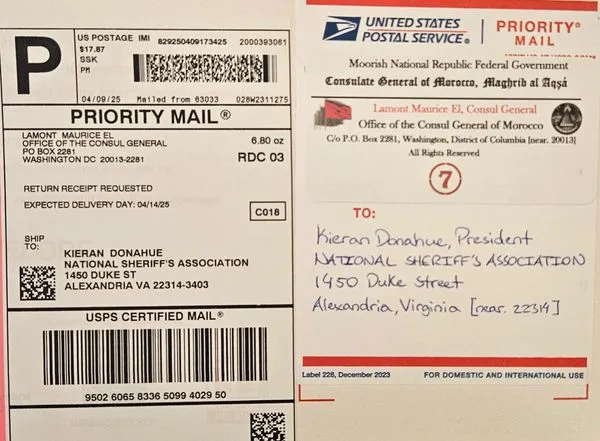 P
US POSTAGE IMI
829250409173425 2000393061
$17.87
SSK
PM
04/09/25 Mailed from 63033 028W2311275
PRIORITY MAIL®
LAMONT MAURICE EL
OFFICE OF THE CONSUL GENERAL
PO BOX 2281
WASHINGTON DC 20013-2281
6.80 oz
RDC 03
RETURN RECEIPT REQUESTED
EXPECTED DELIVERY DAY: 04/14/25
C018
SHIP
TO:
KIERAN DONAHUE
NATIONAL SHERIFF'S ASSOCIATION
1450 DUKE ST
ALEXANDRIA VA 22314-3403
USPS CERTIFIED MAIL®
9502 6065 8336 5099 4029 50
UNITED STATES
POSTAL SERVICE®
PRIORITY®
MAIL
Moorish National Republic Federal Government
Consulate General of Morocco, Maghrib al Aqsá
Lamont Maurice El, Consul General
Office of the Consul General of Morocco
C/o P.O. Box 2281, Washington, District of Columbia [near. 20013]
All Rights Reserved
7
TO:
Kieran Donahue, President
NATIONAL SHERIFF'S ASSOCIATION
1450 Duke Street
Alexandria, Virginia [near. 22314]
Label 228, December 2023
FOR DOMESTIC AND INTERNATIONAL USE